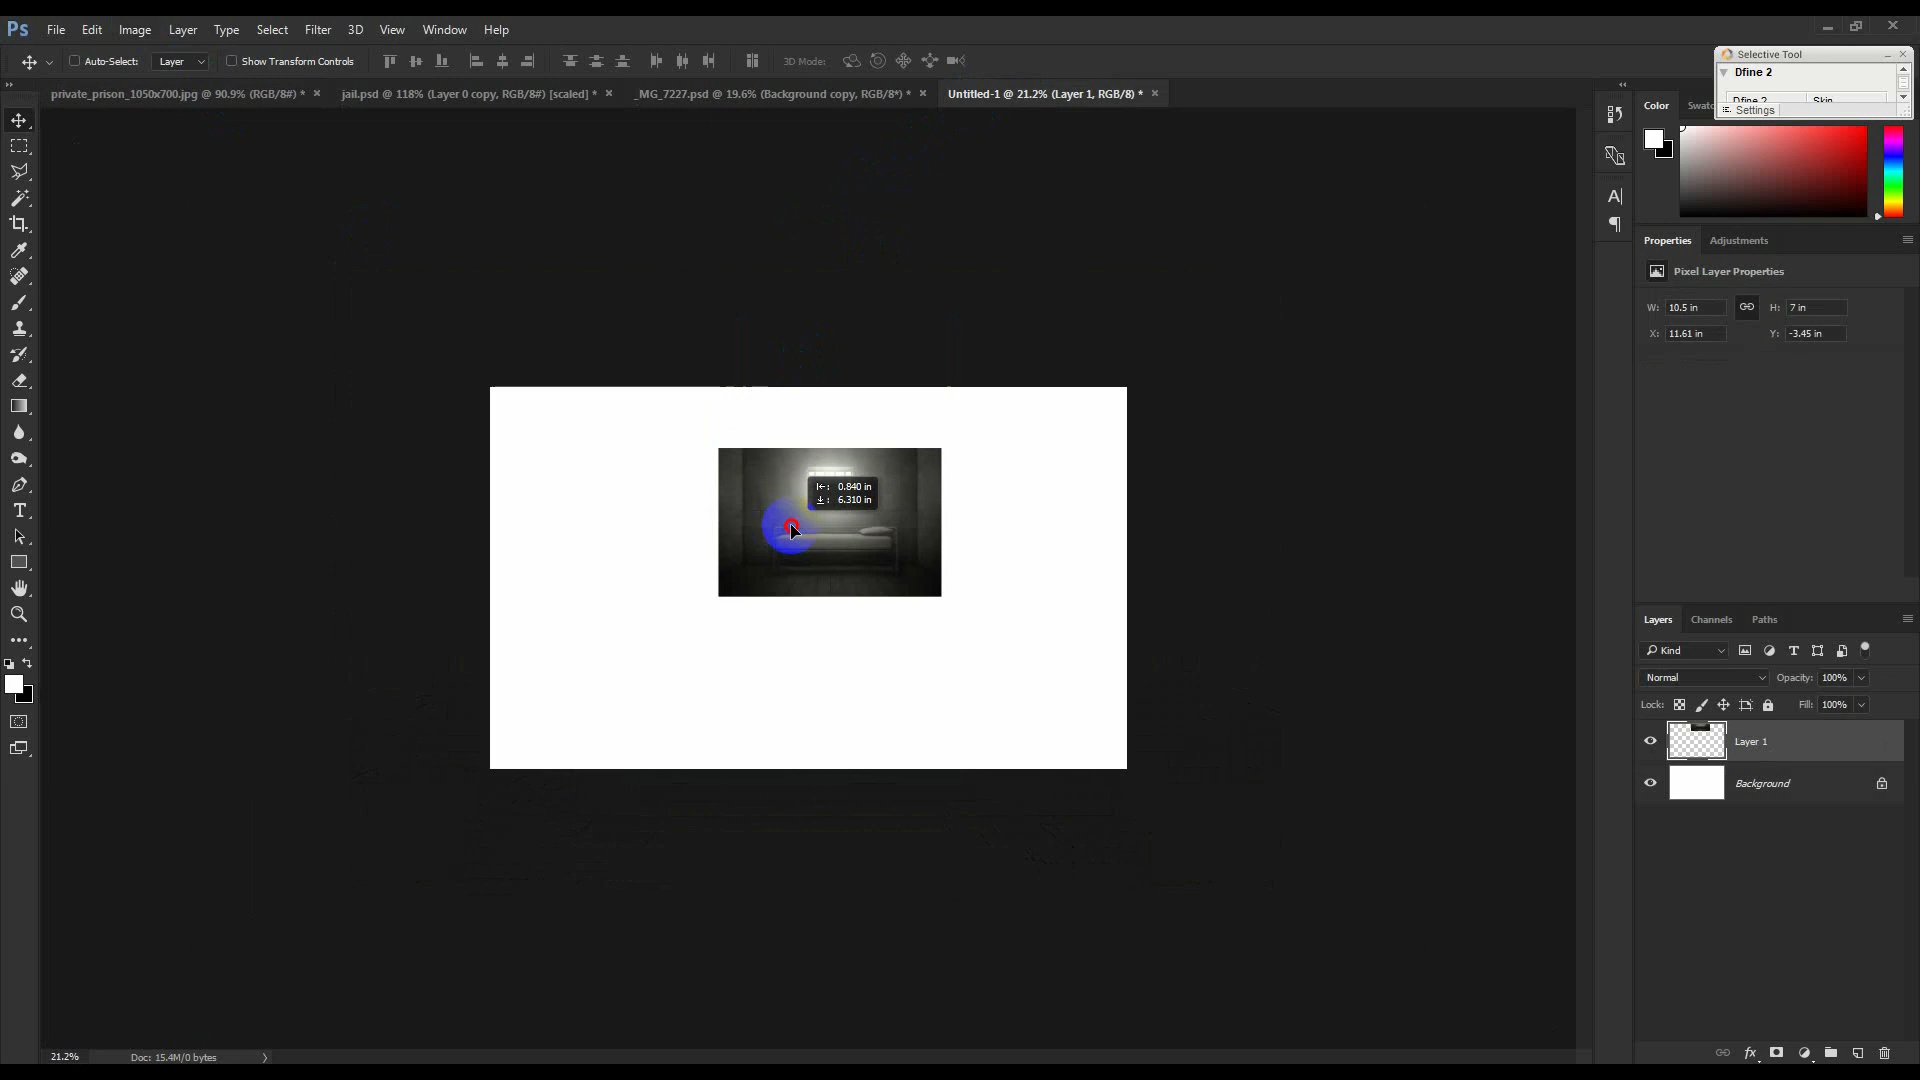 Ps File Edit Image Layer Type Select Filter 3D View Window Help
Auto-Select: Layer Show Transform Controls 3D Mode:
Selective Tool
Dfine 2
Dfine 2 Skin
Settings
private_prison_1050x700.jpg @ 90.9% (RGB/8#) * × jail.psd @ 118% (Layer 0 copy, RGB/8#) [scaled] * × _MG_7227.psd @ 19.6% (Background copy, RGB/8*) * × Untitled-1 @ 21.2% (Layer 1, RGB/8) * ×
Color Swatc
Properties Adjustments
Pixel Layer Properties
W: 10.5 in H: 7 in
X: 11.61 in Y: -3.45 in
0.840 in
6.310 in
Layers Channels Paths
Kind
Normal Opacity: 100%
Lock: Fill: 100%
Layer 1
Background
21.2% Doc: 15.4M/0 bytes